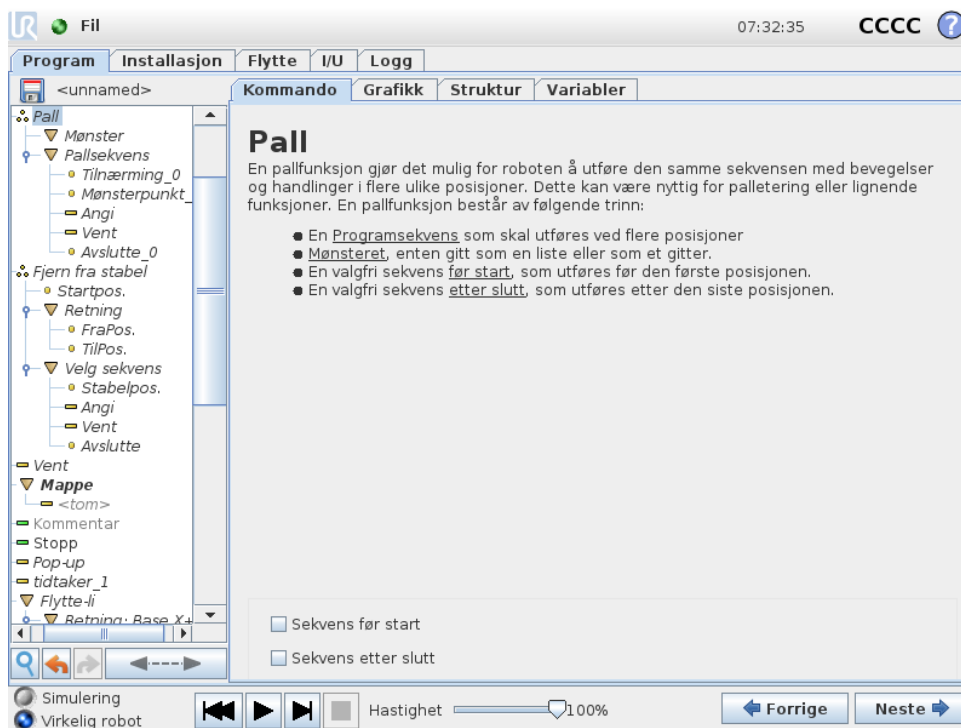 UR Fil 07:32:35 CCCC ?
Program Installasjon Flytte I/U Logg
<unnamed>
Kommando Grafikk Struktur Variabler
Pall
Mønster
Pallsekvens
Tilnærming_0
Mønsterpunkt_
Angi
Vent
Avslutte_0
Fjern fra stabel
Startpos.
Retning
FraPos.
TilPos.
Velg sekvens
Stabelpos.
Angi
Vent
Avslutte
Vent
Mappe
<tom>
Kommentar
Stopp
Pop-up
tidtaker_1
Flytte-li
Retning: Base X+
Pall
En pallfunksjon gjør det mulig for roboten å utføre den samme sekvensen med bevegelser
og handlinger i flere ulike posisjoner. Dette kan være nyttig for palletering eller lignende
funksjoner. En pallfunksjon består av følgende trinn:
En Programsekvens som skal utføres ved flere posisjoner
Mønsteret, enten gitt som en liste eller som et gitter.
En valgfri sekvens før start, som utføres før den første posisjonen.
En valgfri sekvens etter slutt, som utføres etter den siste posisjonen.
Sekvens før start
Sekvens etter slutt
Simulering
Virkelig robot
Hastighet 100%
Forrige Neste